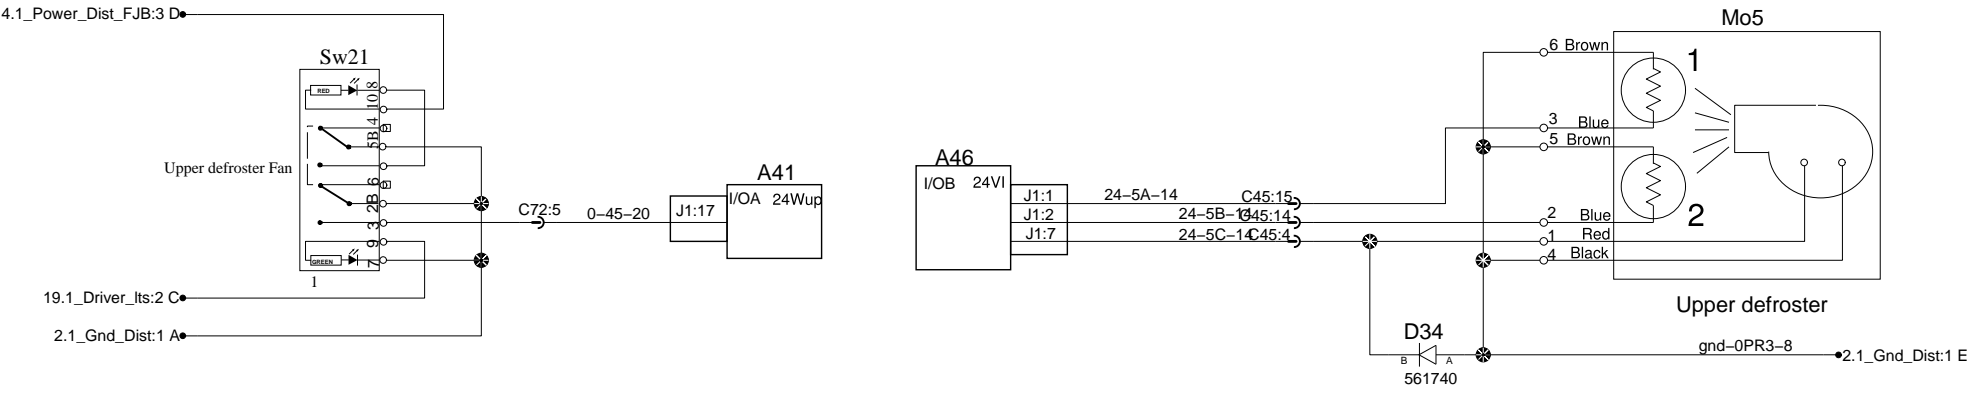 4.1_Power_Dist_FJB:3 D
Sw21
RED
8
10
4
5B
6
2B
3
9
7
GREEN
1
Upper defroster Fan
19.1_Driver_lts:2 C
2.1_Gnd_Dist:1 A
C72:5
0-45-20
J1:17
A41
I/OA
24Wup
A46
I/OB
24VI
J1:1
J1:2
J1:7
24-5A-14
C45:15
24-5B-14
C45:14
24-5C-14
C45:4
Mo5
6 Brown
1
3 Blue
5 Brown
2 Blue
2
1 Red
4 Black
Upper defroster
D34
B
A
561740
gnd-0PR3-8
2.1_Gnd_Dist:1 E